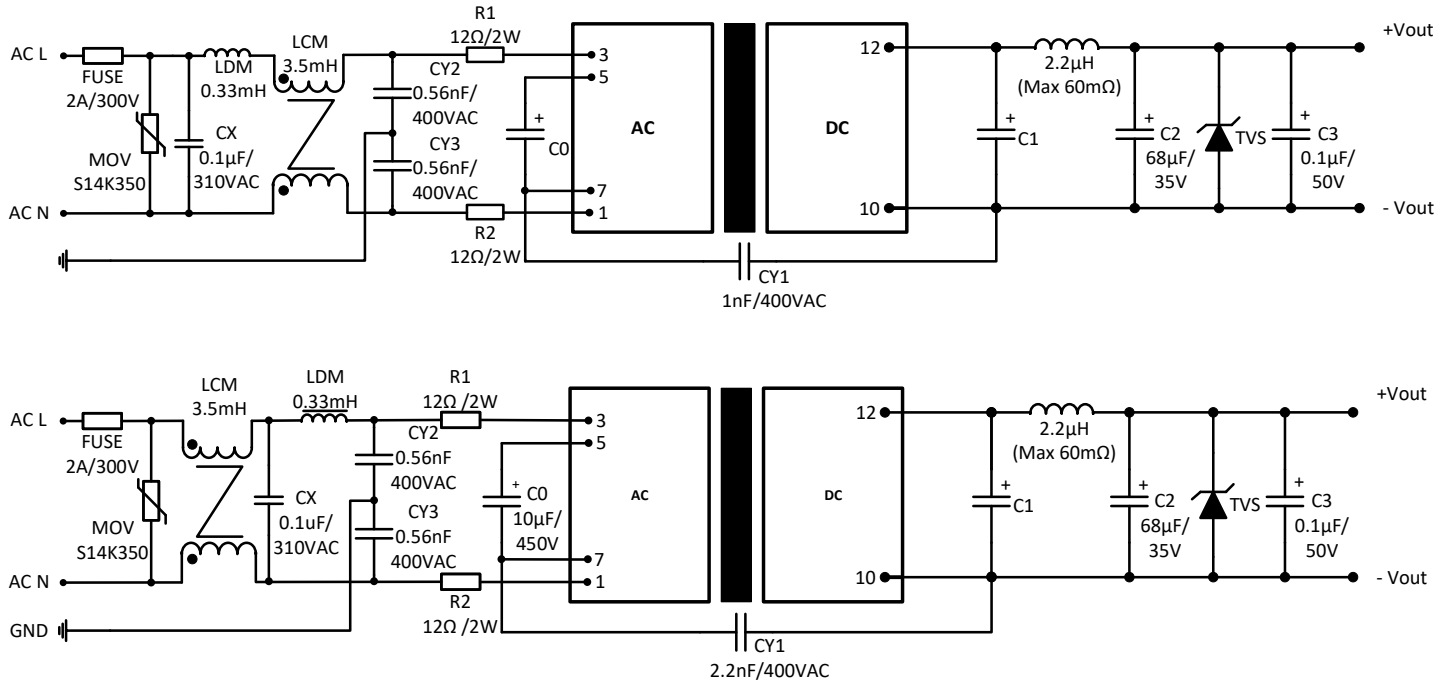 R1
12Ω/2W
LCM
3.5mH
AC L
FUSE
2A/300V
LDM
0.33mH
CY2
0.56nF/
400VAC
3
5
MOV
S14K350
CX
0.1µF/
310VAC
CY3
0.56nF/
400VAC
+
C0
AC
DC
7
1
AC N
R2
12Ω/2W
CY1
1nF/400VAC
12
10
2.2µH
(Max 60mΩ)
+Vout
+
C1
+
C2
68µF/
35V
TVS
+
C3
0.1µF/
50V
- Vout
R1
12Ω /2W
LCM
3.5mH
LDM
0.33mH
AC L
FUSE
2A/300V
CY2
0.56nF
400VAC
3
5
MOV
S14K350
CX
0.1uF/
310VAC
CY3
0.56nF
400VAC
+
C0
10µF/
450V
AC
DC
7
1
AC N
GND
R2
12Ω /2W
CY1
2.2nF/400VAC
12
10
2.2µH
(Max 60mΩ)
+Vout
+
C1
+
C2
68µF/
35V
TVS
+
C3
0.1µF/
50V
- Vout